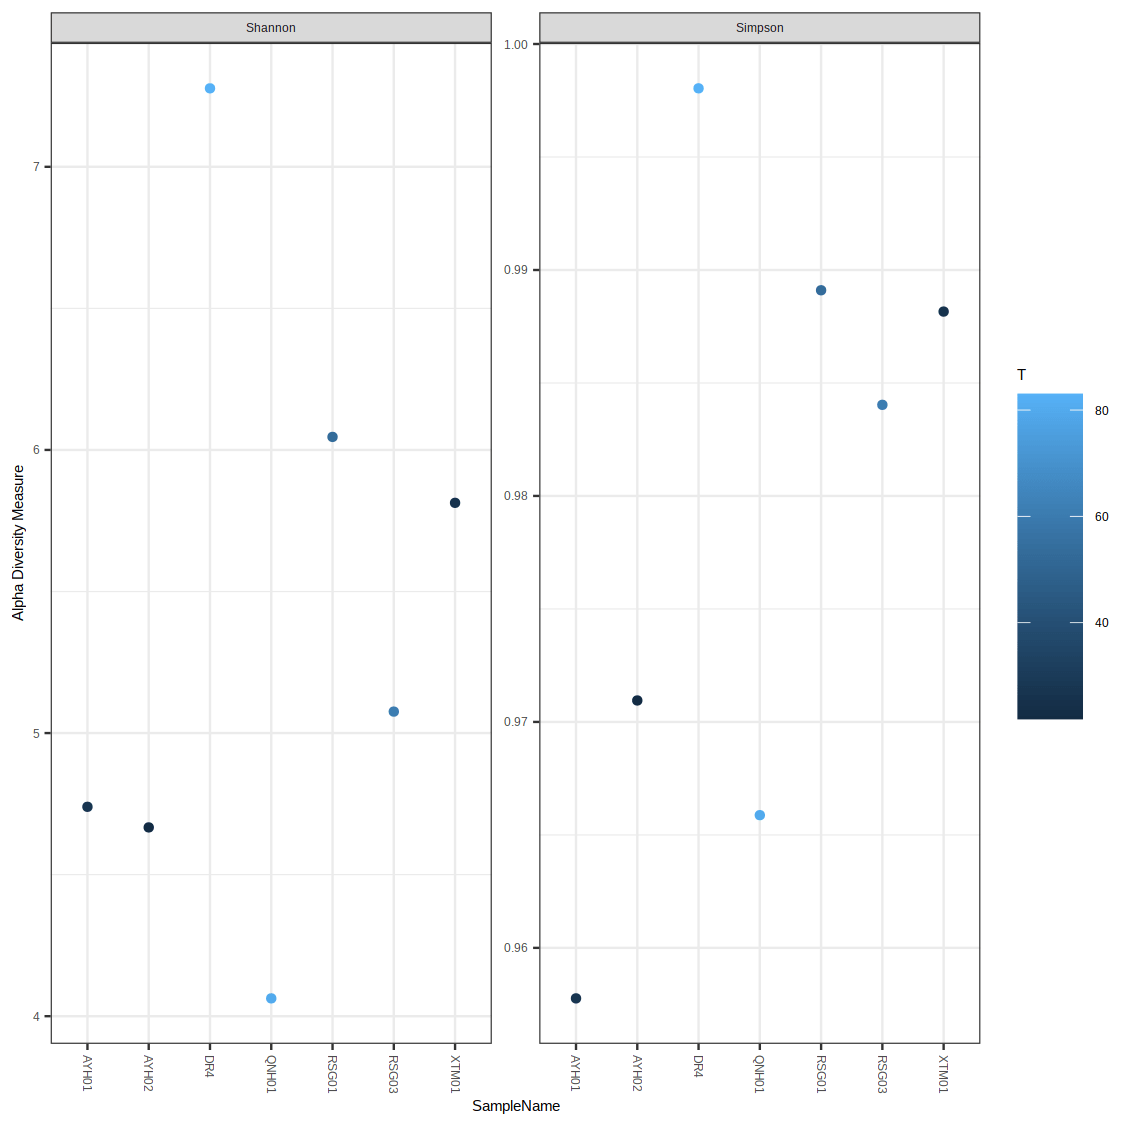 Shannon
Simpson
Alpha Diversity Measure
7
6
5
4
1.00
0.99
0.98
0.97
0.96
AYH01
AYH02
DR4
QNH01
RSG01
RSG03
XTM01
AYH01
AYH02
DR4
QNH01
RSG01
RSG03
XTM01
SampleName
T
80
60
40